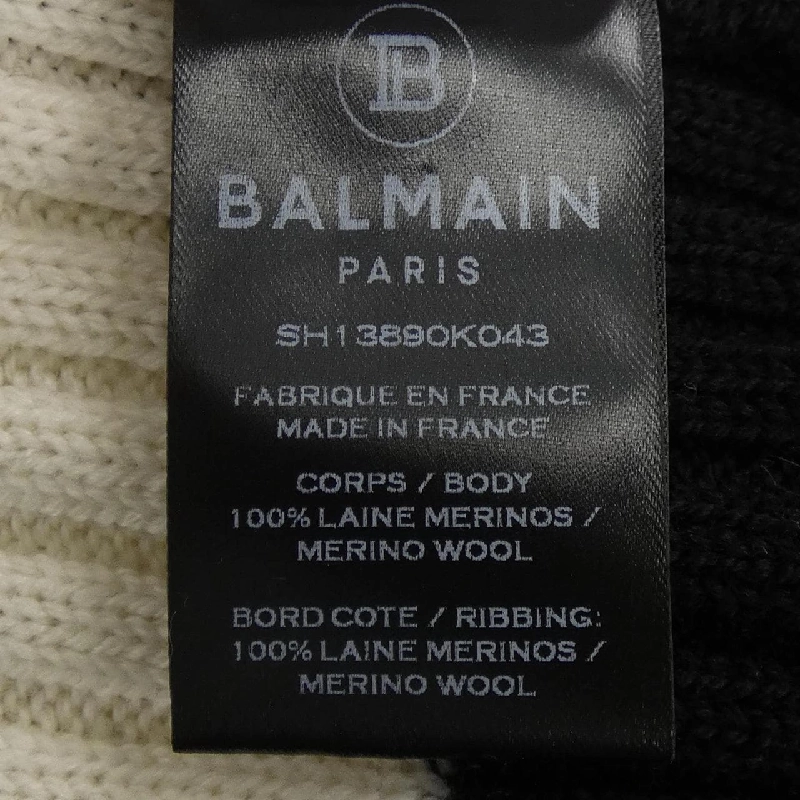 B
BALMAIN
PARIS
SH13890K043
FABRIQUE EN FRANCE
MADE IN FRANCE
CORPS / BODY
100% LAINE MERINOS /
MERINO WOOL
BORD COTE / RIBBING:
100% LAINE MERINOS /
MERINO WOOL